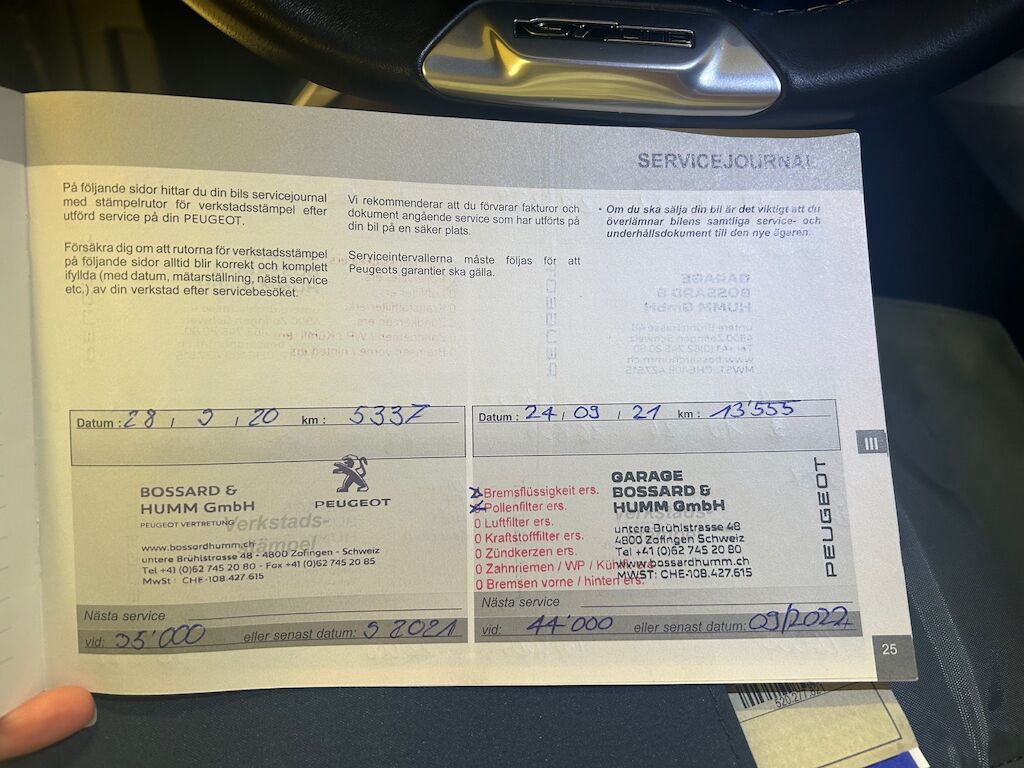 SERVICEJOURNAL
På följande sidor hittar du din bils servicejournal
med stämpelrutor för verkstadsstämpel efter
utförd service på din PEUGEOT.
Försäkra dig om att rutorna för verkstadsstämpel
på följande sidor alltid blir korrekt och komplett
ifyllda (med datum, mätarställning, nästa service
etc.) av din verkstad efter servicebesöket.
Vi rekommenderar att du förvarar fakturor och
dokument angående service som har utförts på
din bil på en säker plats.
Serviceintervallerna måste följas för att
Peugeots garantier ska gälla.
• Om du ska sälja din bil är det viktigt att du
överlämnar bilens samtliga service- och
underhållsdokument till den nye ägaren.
Datum : 28 / 9 / 20 km : 5337
BOSSARD &
HUMM GmbH
PEUGEOT VERTRETUNG
PEUGEOT
Verkstads-
stämpel
www.bossardhumm.ch
untere Brühlstrasse 48 - 4800 Zofingen - Schweiz
Tel +41 (0)62 745 20 80 - Fax +41 (0)62 745 20 85
MwSt : CHE-108.427.615
Nästa service
vid: 35'000 eller senast datum: 9 2021
Datum : 24 / 09 / 21 km : 13'555
Bremsflüssigkeit ers.
Pollenfilter ers.
0 Luftfilter ers.
0 Kraftstofffilter ers.
0 Zündkerzen ers.
0 Zahnriemen / WP / Kühlfl. ers.
0 Bremsen vorne / hinten ers.
GARAGE
BOSSARD &
HUMM GmbH
untere Brühlstrasse 48
4800 Zofingen Schweiz
Tel +41 (0)62 745 20 80
www.bossardhumm.ch
MWST: CHE-108.427.615
PEUGEOT
Nästa service
vid: 44'000 eller senast datum: 09/2022
III
25